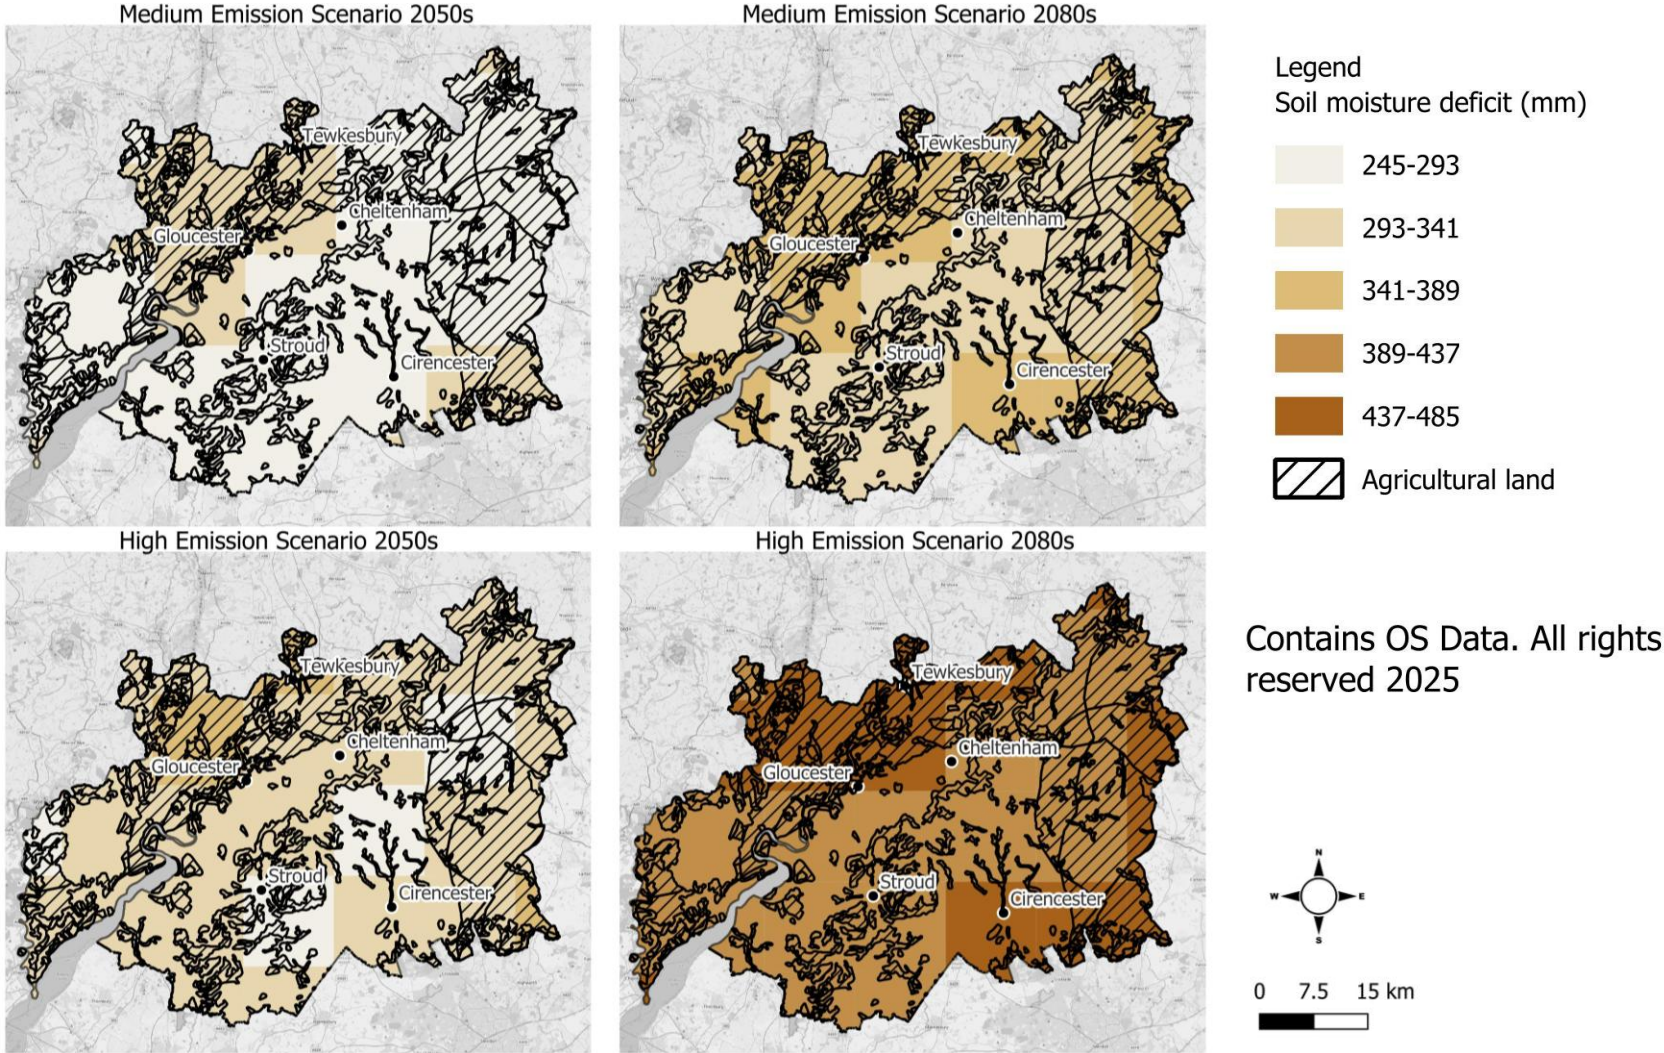 Medium Emission Scenario 2050s
Tewkesbury
Cheltenham
Gloucester
Stroud
Cirencester
Medium Emission Scenario 2080s
Tewkesbury
Cheltenham
Gloucester
Stroud
Cirencester
Legend
Soil moisture deficit (mm)
245-293
293-341
341-389
389-437
437-485
Agricultural land
High Emission Scenario 2050s
Tewkesbury
Cheltenham
Gloucester
Stroud
Cirencester
High Emission Scenario 2080s
Tewkesbury
Cheltenham
Gloucester
Stroud
Cirencester
Contains OS Data. All rights
reserved 2025
N
W E
S
0 7.5 15 km